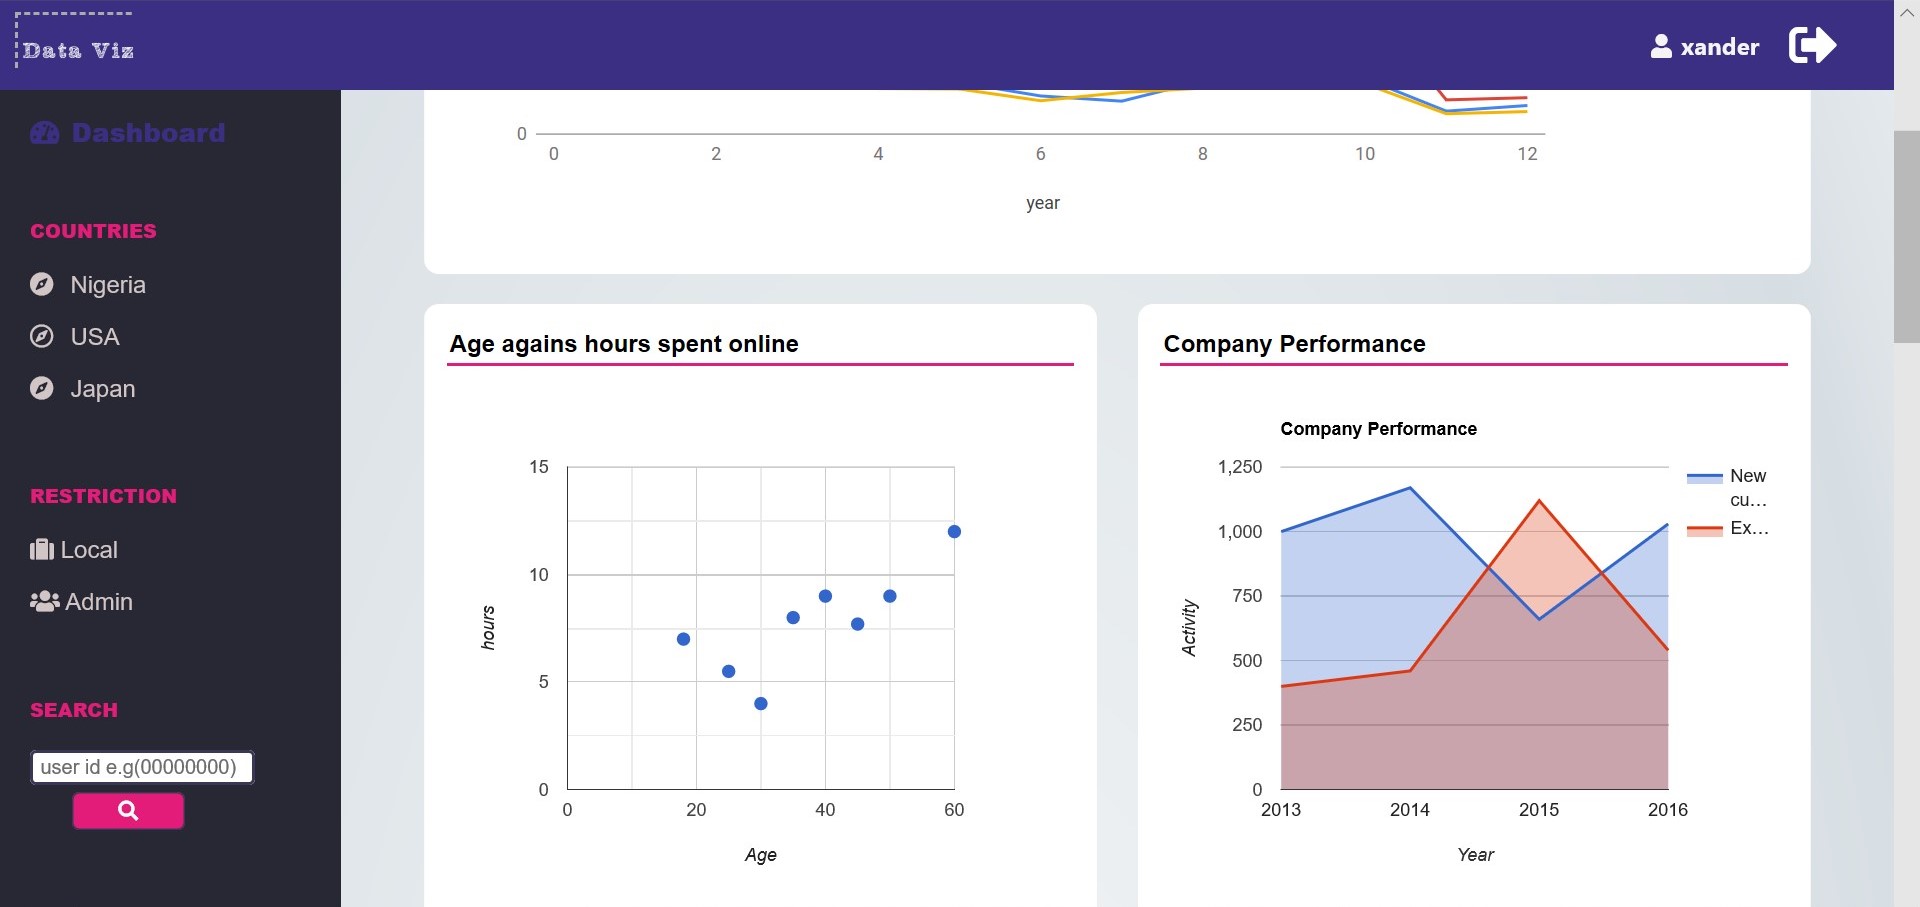 Data Viz
xander
Dashboard
COUNTRIES
Nigeria
USA
Japan
RESTRICTION
Local
Admin
SEARCH
user id e.g(00000000)
0
0 2 4 6 8 10 12
year
Age agains hours spent online
15
10
5
0
0 20 40 60
hours
Age
Company Performance
Company Performance
1,250
1,000
750
500
250
0
2013 2014 2015 2016
Activity
Year
New
cu...
Ex...